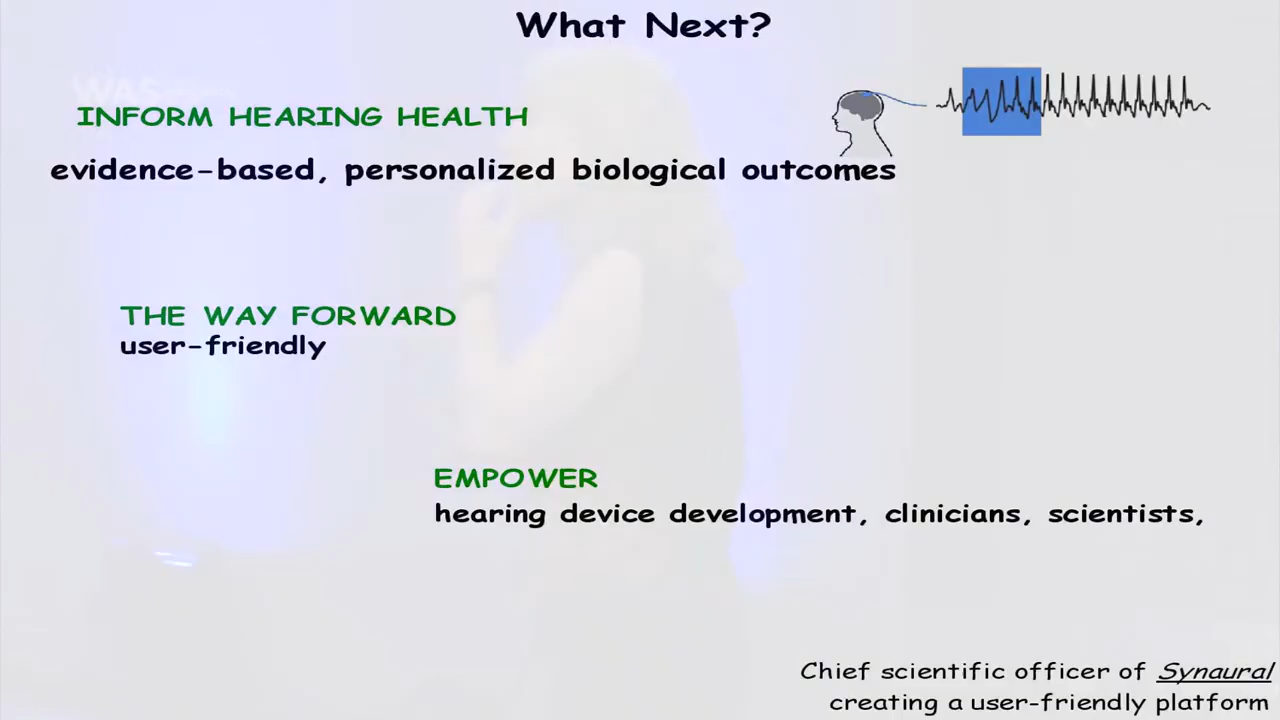 What Next?
WAS
INFORM HEARING HEALTH
evidence-based, personalized biological outcomes
THE WAY FORWARD
user-friendly
EMPOWER
hearing device development, clinicians, scientists,
Chief scientific officer of Synaural
creating a user-friendly platform